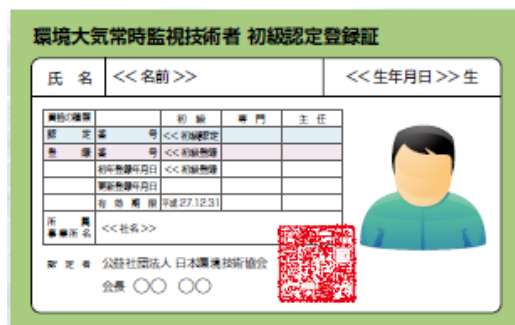 環境大気常時監視技術者 初級認定登録証
氏 名 <<名前>> <<生年月日>>生
資格の種類 初 級 専 門 主 任
認 定 番 号 <<初級認定
登 録 番 号 <<初級登録
初年登録年月日 <<初級登録
更新登録年月日
有 効 期 限 平成27.12.31
所 属
事業所名 <<社名>>
認 定 者 公益社団法人 日本環境技術協会
会長 〇〇 〇〇